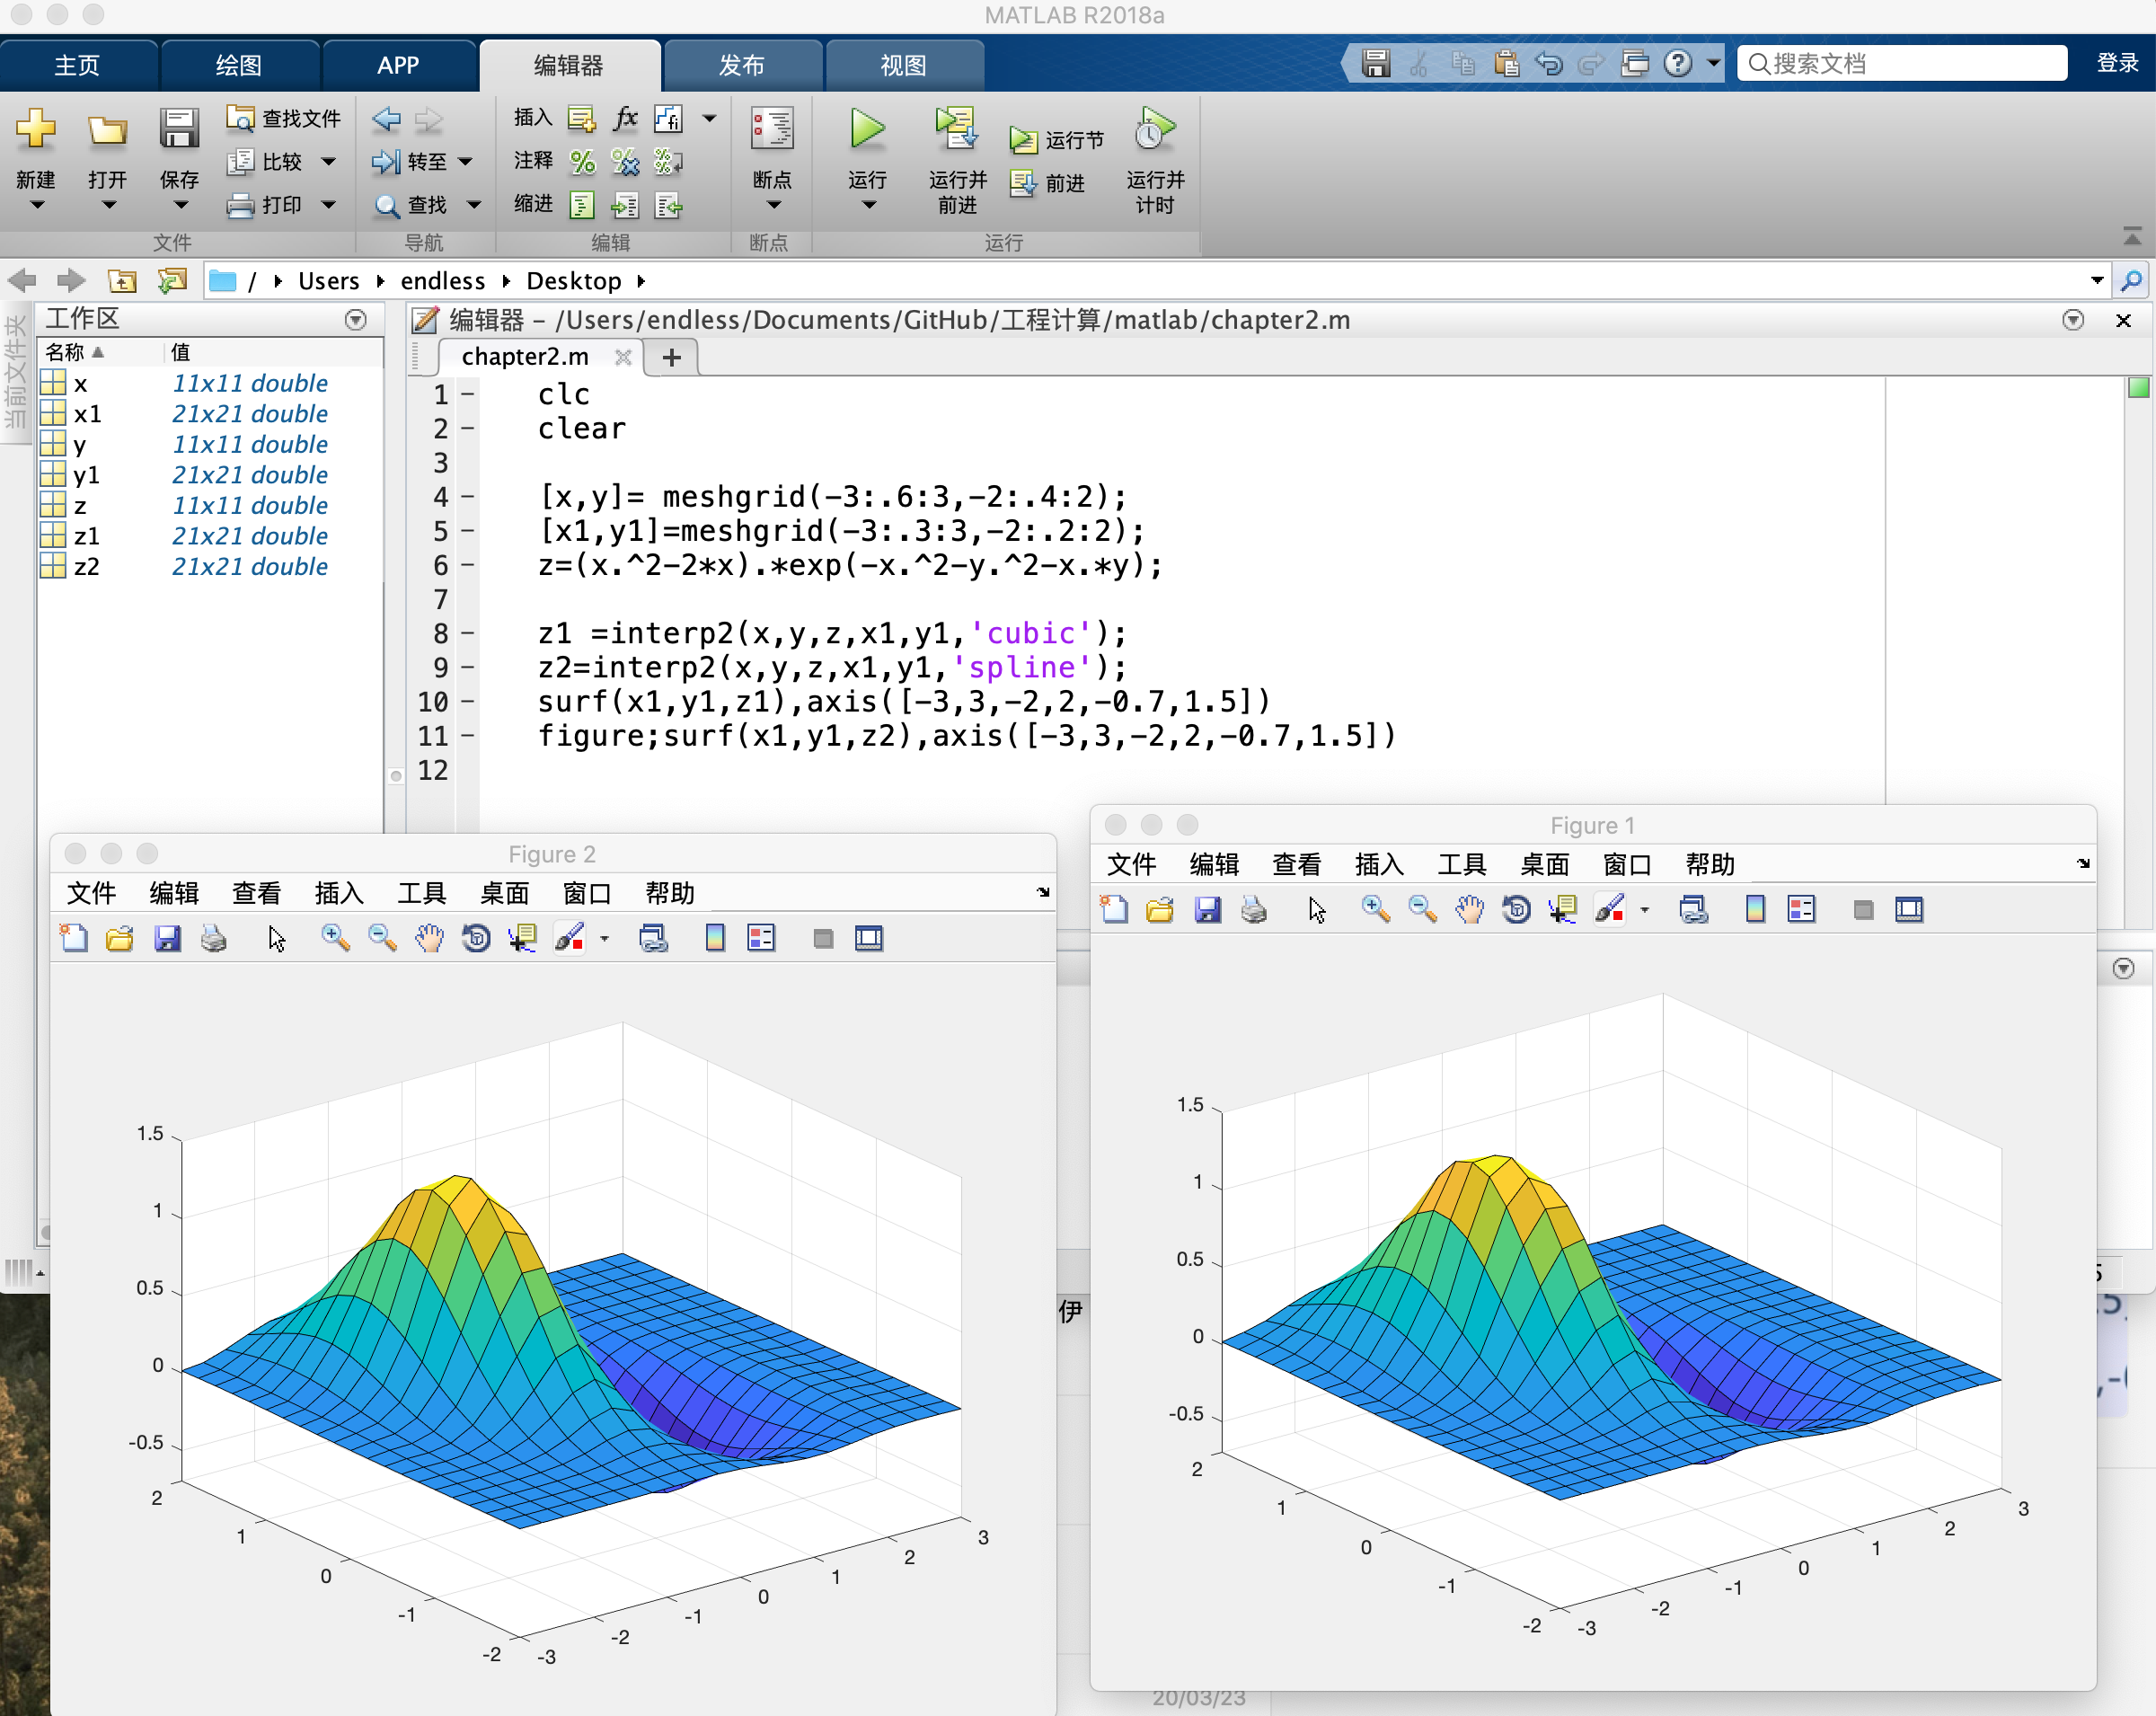 MATLAB R2018a
主页 绘图 APP 编辑器 发布 视图 搜索文档 登录
新建 打开 保存 查找文件 比较 打印
文件
转至 查找
导航
插入 fx fi
注释
缩进
编辑
断点
断点
运行 运行并前进 运行节 前进 运行并计时
运行
/ Users endless Desktop
当前文件夹
工作区
名称 值
x 11x11 double
x1 21x21 double
y 11x11 double
y1 21x21 double
z 11x11 double
z1 21x21 double
z2 21x21 double
编辑器 - /Users/endless/Documents/GitHub/工程计算/matlab/chapter2.m
chapter2.m
1 clc
2 clear
3
4 [x,y]= meshgrid(-3:.6:3,-2:.4:2);
5 [x1,y1]=meshgrid(-3:.3:3,-2:.2:2);
6 z=(x.^2-2*x).*exp(-x.^2-y.^2-x.*y);
7
8 z1 =interp2(x,y,z,x1,y1,'cubic');
9 z2=interp2(x,y,z,x1,y1,'spline');
10 surf(x1,y1,z1),axis([-3,3,-2,2,-0.7,1.5])
11 figure;surf(x1,y1,z2),axis([-3,3,-2,2,-0.7,1.5])
12
Figure 2
文件 编辑 查看 插入 工具 桌面 窗口 帮助
1.5
1
0.5
0
-0.5
2
1
0
-1
-2
-3
-2
-1
0
1
2
3
Figure 1
文件 编辑 查看 插入 工具 桌面 窗口 帮助
1.5
1
0.5
0
-0.5
2
1
0
-1
-2
-3
-2
-1
0
1
2
3
伊
20/03/23